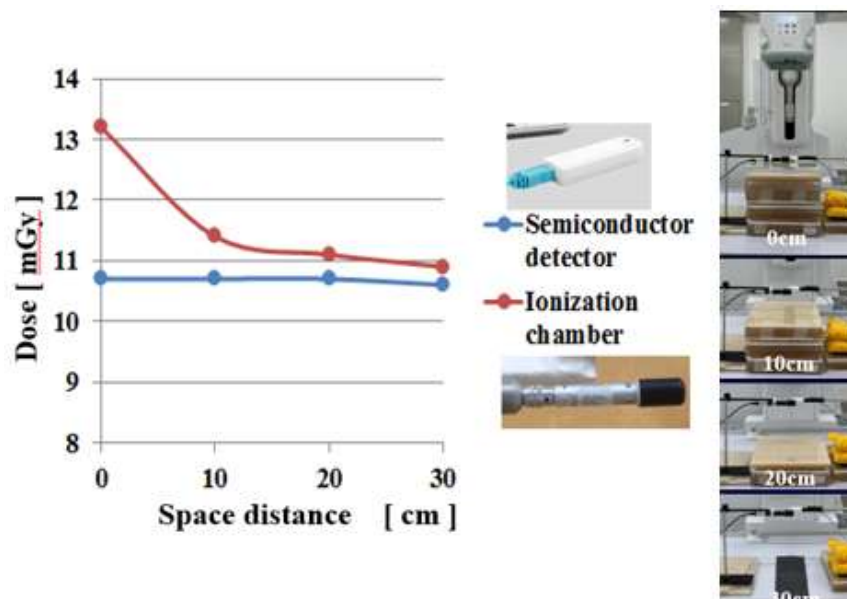 14
13
12
11
10
9
8
Dose [ mGy ]
0 10 20 30
Space distance [ cm ]
Semiconductor
detector
Ionization
chamber
0cm
10cm
20cm
30cm